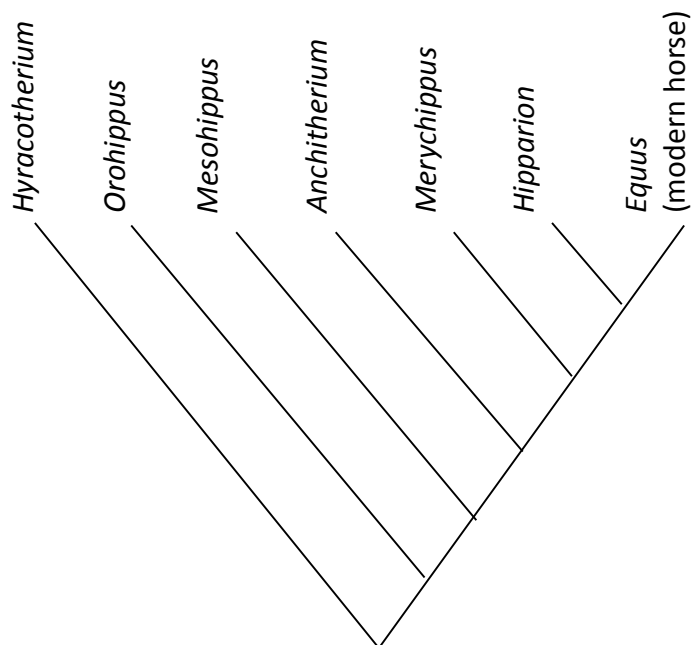 Hyracotherium
Orohippus
Mesohippus
Anchitherium
Merychippus
Hipparion
Equus
(modern horse)